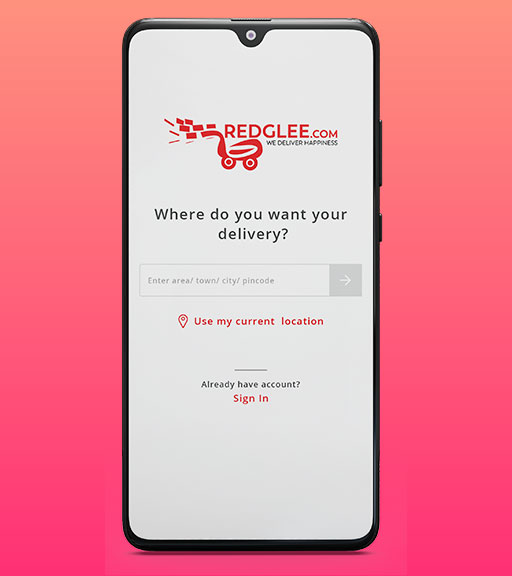 REDGLEE.COM
WE DELIVER HAPPINESS
Where do you want your
delivery?
Enter area/ town/ city/ pincode
Use my current location
Already have account?
Sign In